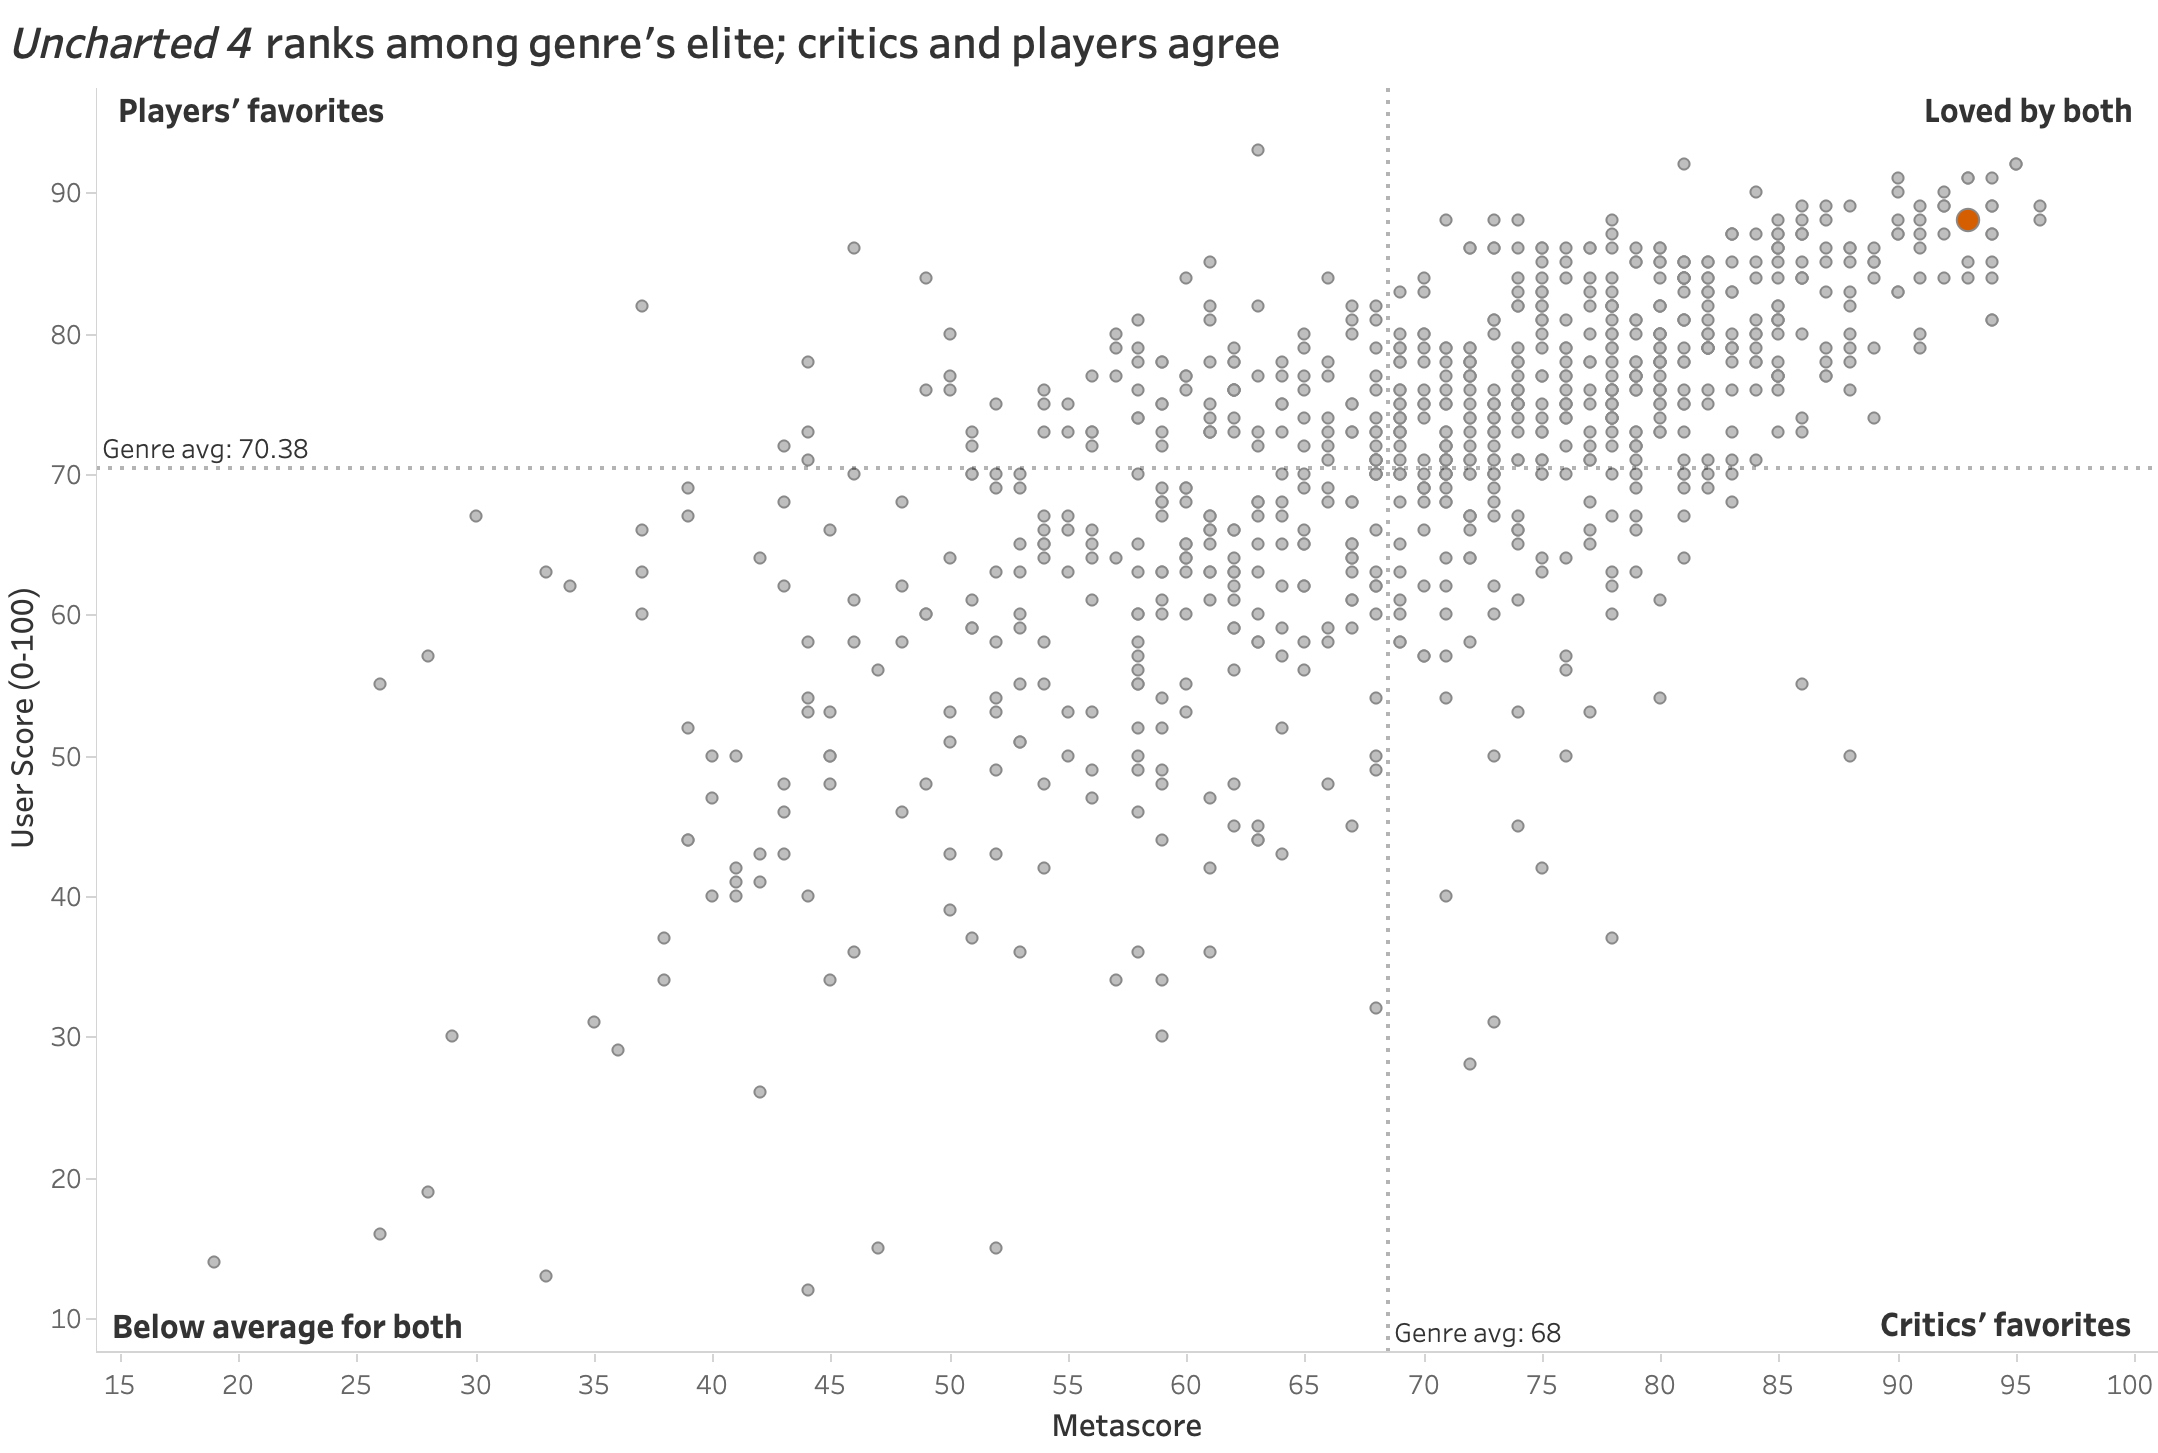 Uncharted 4 ranks among genre’s elite; critics and players agree
Players’ favorites
Loved by both
90
80
Genre avg: 70.38
70
60
50
40
30
20
10
User Score (0-100)
Below average for both
Genre avg: 68
Critics’ favorites
15 20 25 30 35 40 45 50 55 60 65 70 75 80 85 90 95 100
Metascore